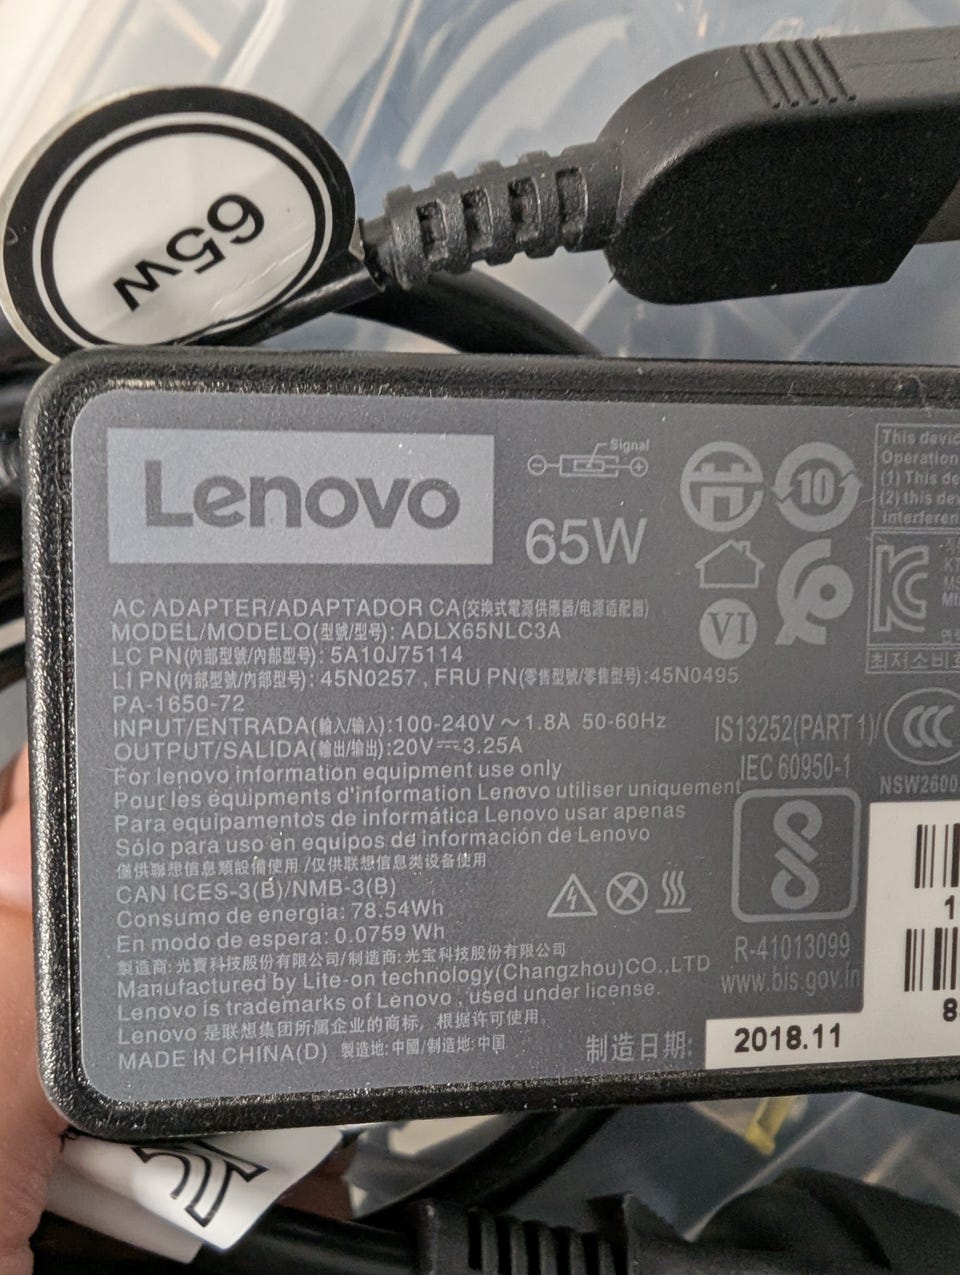 65W
Lenovo
Signal
65W
10
VI
This devic
Operation
(1) This de
(2) this dev
interferen
KC
최저소비효
AC ADAPTER/ADAPTADOR CA(交換式電源供應器/电源适配器)
MODEL/MODELO(型號/型号): ADLX65NLC3A
LC PN(內部型號/內部型号): 5A10J75114
LI PN(內部型號/內部型号): 45N0257 , FRU PN(零售型號/零售型号):45N0495
PA-1650-72
INPUT/ENTRADA(輸入/输入):100-240V ~ 1.8A 50-60Hz
OUTPUT/SALIDA(輸出/输出):20V⎓3.25A
IS13252(PART 1)/
IEC 60950-1
CCC
NSW2600
For lenovo information equipment use only
Pour les équipments d'information Lenovo utiliser uniquement
Para equipamentos de informática Lenovo usar apenas
Sólo para uso en equipos de información de Lenovo
僅供聯想信息類設備使用 /仅供联想信息类设备使用
CAN ICES-3(B)/NMB-3(B)
Consumo de energia: 78.54Wh
En modo de espera: 0.0759 Wh
製造商: 光寶科技股份有限公司/制造商: 光宝科技股份有限公司
Manufactured by Lite-on technology(Changzhou)CO.,LTD
Lenovo is trademarks of Lenovo , used under license.
Lenovo 是联想集团所属企业的商标，根据许可使用。
MADE IN CHINA(D) 製造地: 中國/制造地: 中国
R-41013099
www.bis.gov.in
制造日期: 2018.11
1
8